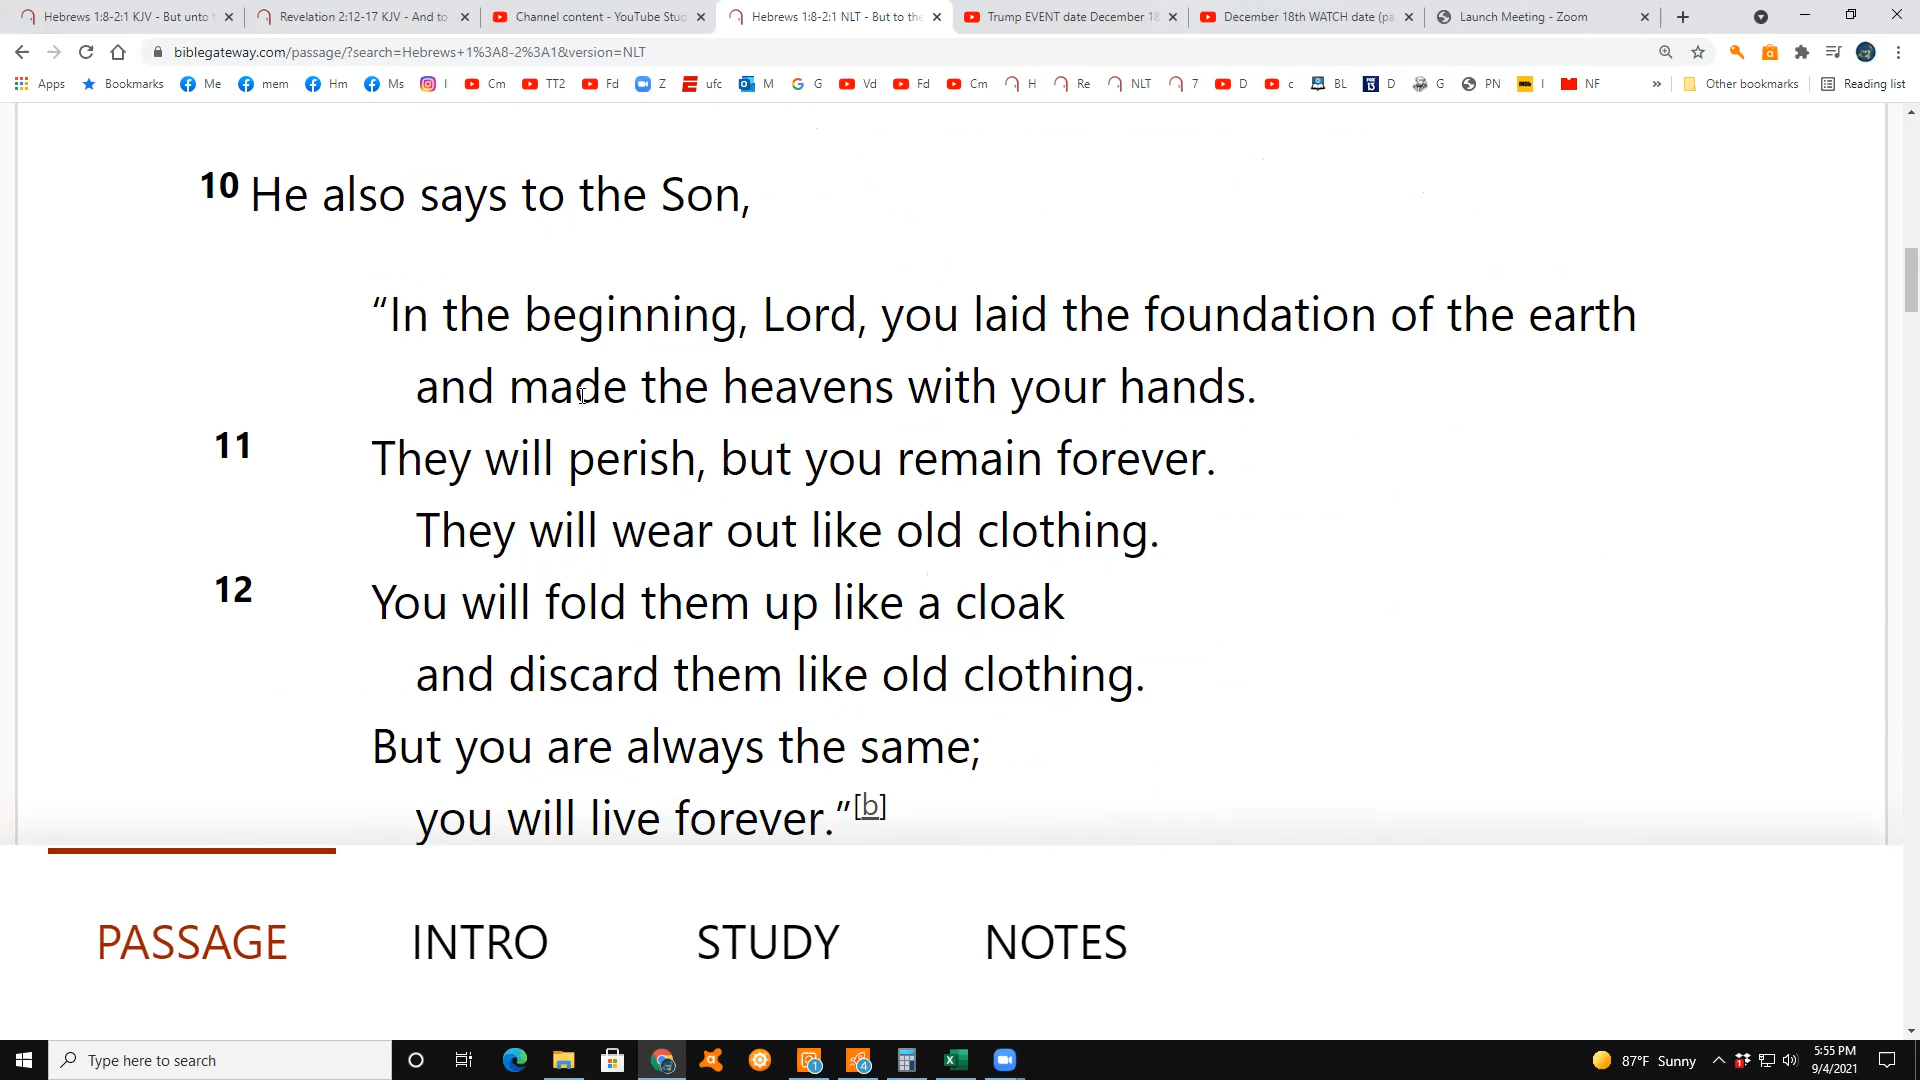 Hebrews 1:8-2:1 KJV - But unto t
Revelation 2:12-17 KJV - And to
Channel content - YouTube Stud
Hebrews 1:8-2:1 NLT - But to the
Trump EVENT date December 18
December 18th WATCH date (pa
Launch Meeting - Zoom
biblegateway.com/passage/?search=Hebrews+1%3A8-2%3A1&version=NLT
Apps Bookmarks Me mem Hm Ms I Cm TT2 Fd Z ufc M G Vd Fd Cm H Re NLT 7 D c BL D G PN I NF » Other bookmarks Reading list
10 He also says to the Son,
“In the beginning, Lord, you laid the foundation of the earth
and made the heavens with your hands.
11 They will perish, but you remain forever.
They will wear out like old clothing.
12 You will fold them up like a cloak
and discard them like old clothing.
But you are always the same;
you will live forever.”[b]
PASSAGE INTRO STUDY NOTES
Type here to search
1
4
87°F Sunny
5:55 PM
9/4/2021